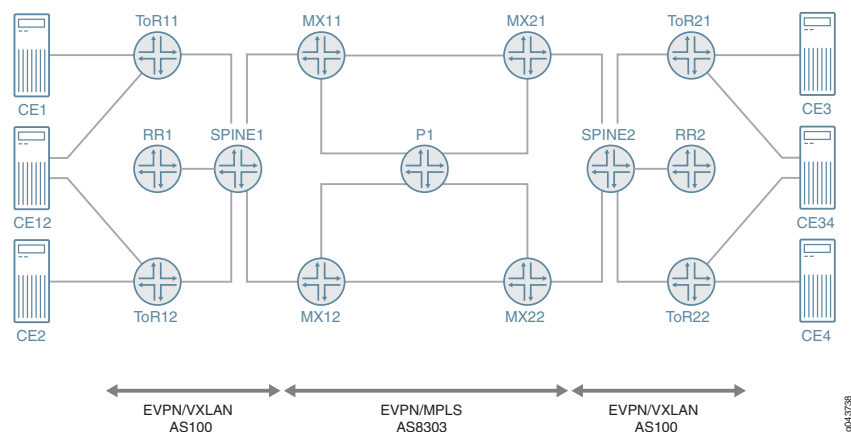 ToR11
MX11
MX21
ToR21
CE1
CE3
RR1
SPINE1
P1
SPINE2
RR2
CE12
CE34
ToR12
MX12
MX22
ToR22
CE2
CE4
EVPN/VXLAN
AS100
EVPN/MPLS
AS8303
EVPN/VXLAN
AS100
g043738